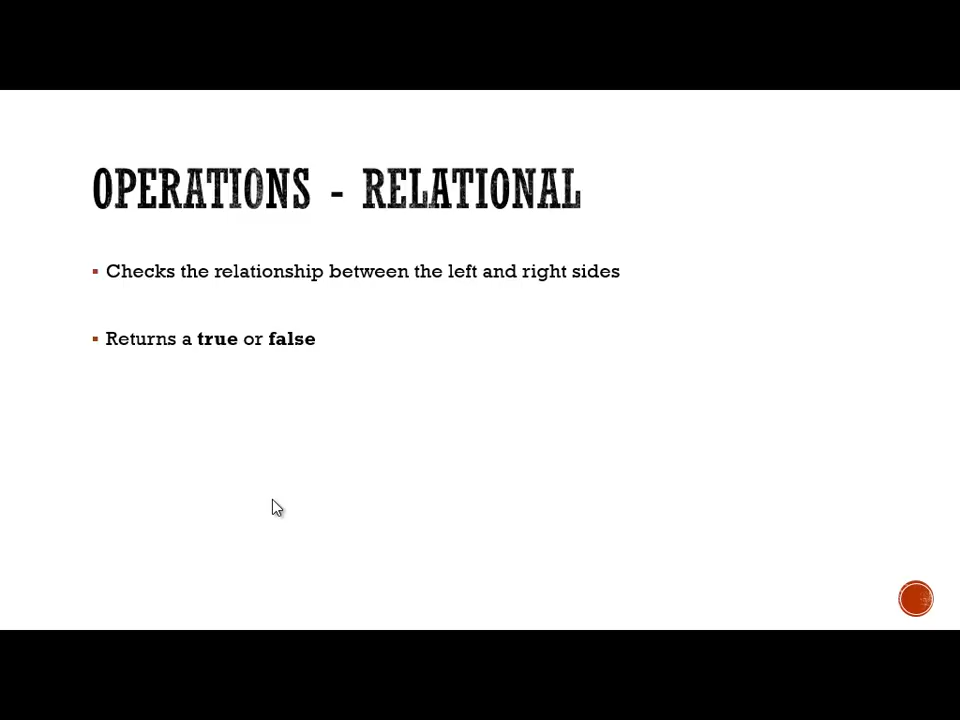 OPERATIONS - RELATIONAL
▪ Checks the relationship between the left and right sides
▪ Returns a true or false